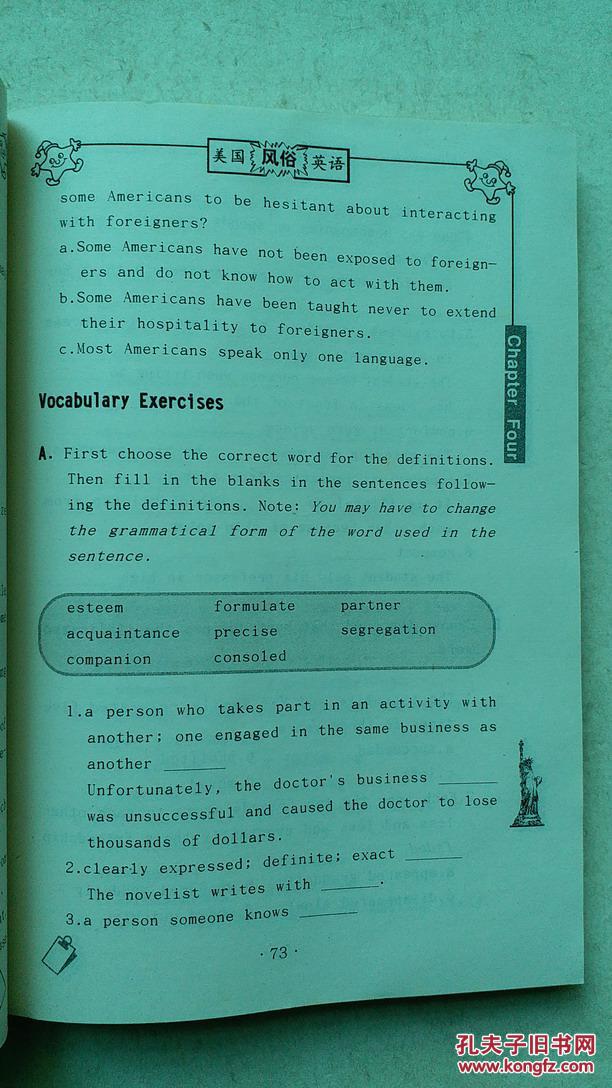 美国 风俗 英语
some Americans to be hesitant about interacting
with foreigners?
a.Some Americans have not been exposed to foreign-
ers and do not know how to act with them.
b.Some Americans have been taught never to extend
their hospitality to foreigners.
c.Most Americans speak only one language.
Chapter Four
Vocabulary Exercises
A. First choose the correct word for the definitions.
Then fill in the blanks in the sentences follow-
ing the definitions. Note: You may have to change
the grammatical form of the word used in the
sentence.
esteem formulate partner
acquaintance precise segregation
companion consoled
1.a person who takes part in an activity with
another; one engaged in the same business as
another ______
Unfortunately, the doctor's business ______
was unsuccessful and caused the doctor to lose
thousands of dollars.
2.clearly expressed; definite; exact ______
The novelist writes with ______.
3.a person someone knows ______
·73·
孔夫子旧书网
www.kongfz.com